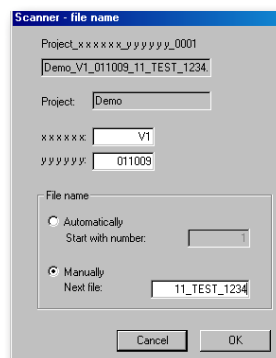 Scanner - file name
Project_xxxxxx_yyyyyy_0001
Demo_V1_011009_11_TEST_1234.
Project: Demo
xxxxxx: V1
yyyyyy: 011009
File name
Automatically
Start with number: 1
Manually
Next file: 11_TEST_1234
Cancel OK